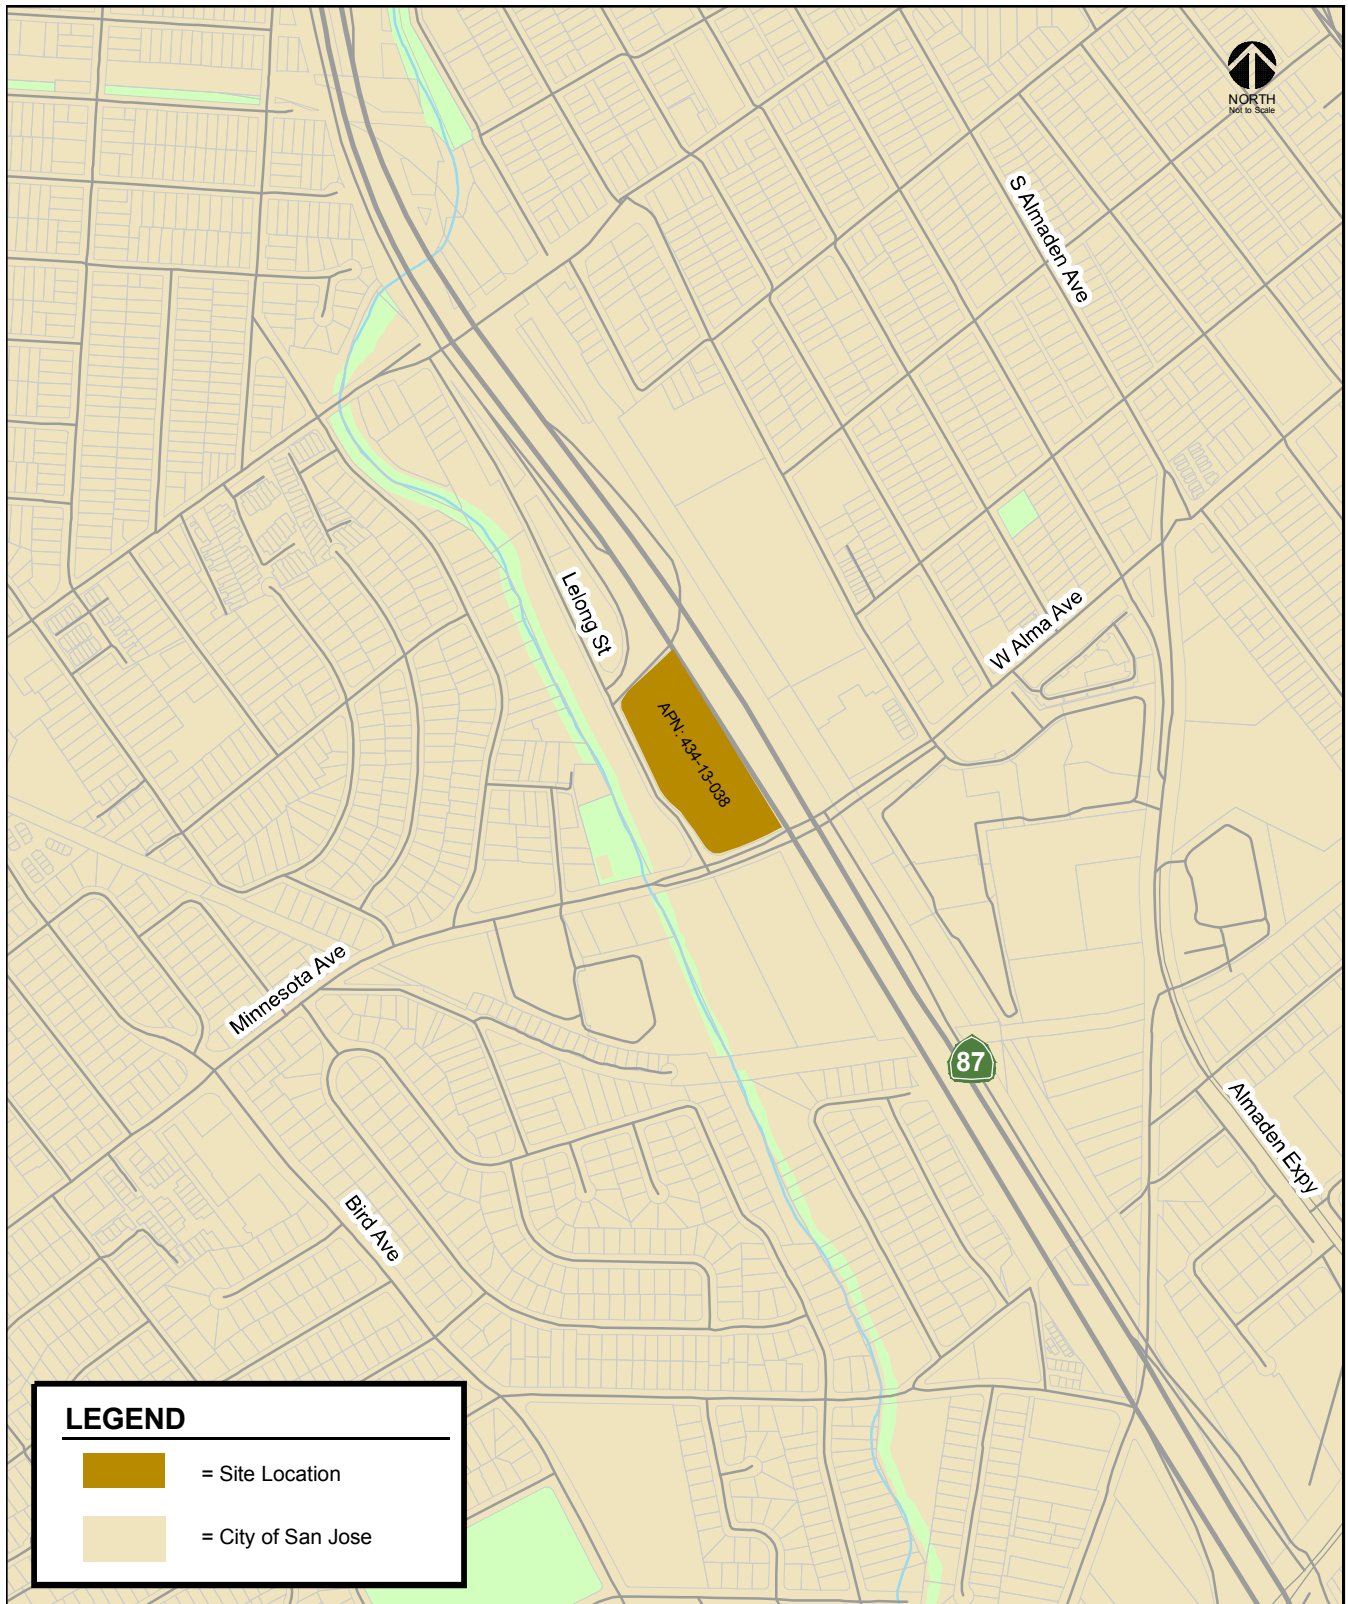 NORTH
Not to Scale
S Almaden Ave
Lelong St
W Alma Ave
APN: 434-13-038
Minnesota Ave
87
Almaden Expy
Bird Ave
LEGEND
= Site Location
= City of San Jose